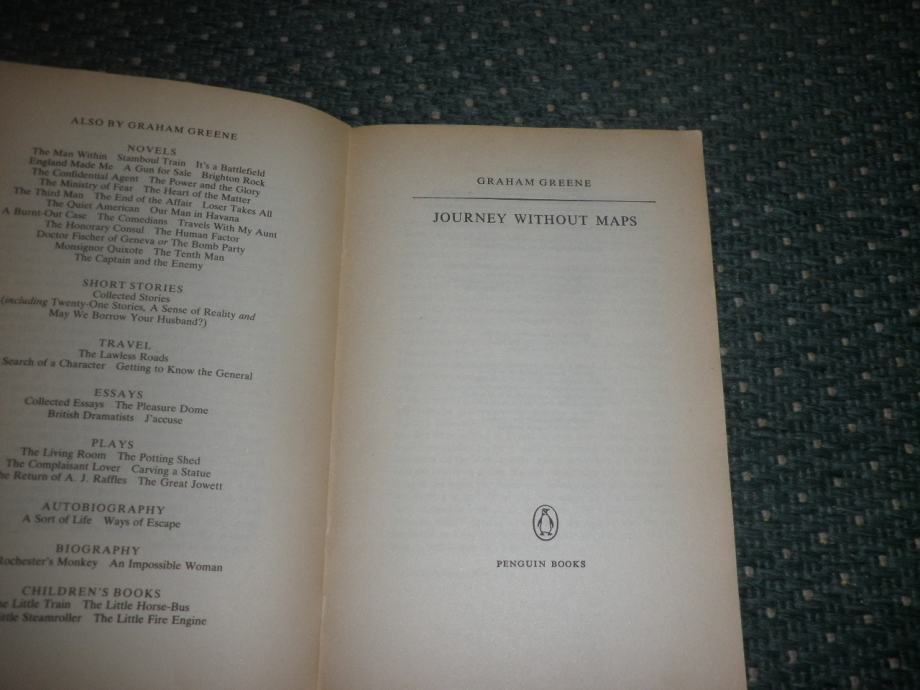 ALSO BY GRAHAM GREENE
NOVELS
The Man Within Stamboul Train It's a Battlefield
England Made Me A Gun for Sale Brighton Rock
The Confidential Agent The Power and the Glory
The Ministry of Fear The Heart of the Matter
The Third Man The End of the Affair Loser Takes All
The Quiet American Our Man in Havana
A Burnt-Out Case The Comedians Travels With My Aunt
The Honorary Consul The Human Factor
Doctor Fischer of Geneva or The Bomb Party
Monsignor Quixote The Tenth Man
The Captain and the Enemy
SHORT STORIES
Collected Stories
(including Twenty-One Stories, A Sense of Reality and
May We Borrow Your Husband?)
TRAVEL
The Lawless Roads
Search of a Character Getting to Know the General
ESSAYS
Collected Essays The Pleasure Dome
British Dramatists J'accuse
PLAYS
The Living Room The Potting Shed
The Complaisant Lover Carving a Statue
he Return of A. J. Raffles The Great Jowett
AUTOBIOGRAPHY
A Sort of Life Ways of Escape
BIOGRAPHY
Rochester's Monkey An Impossible Woman
CHILDREN'S BOOKS
e Little Train The Little Horse-Bus
ittle Steamroller The Little Fire Engine
GRAHAM GREENE
JOURNEY WITHOUT MAPS
PENGUIN BOOKS